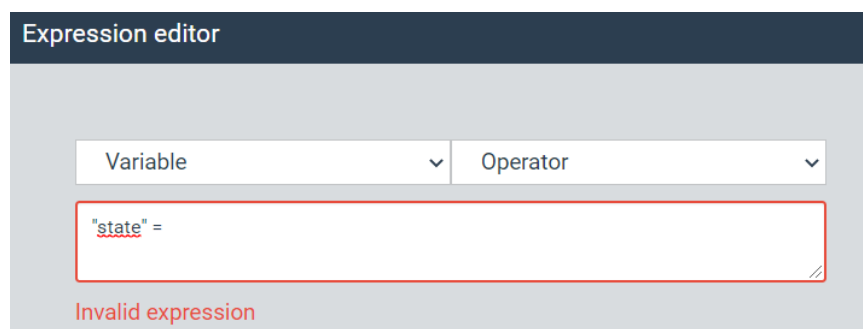 Expression editor
Variable Operator
"state" =
Invalid expression